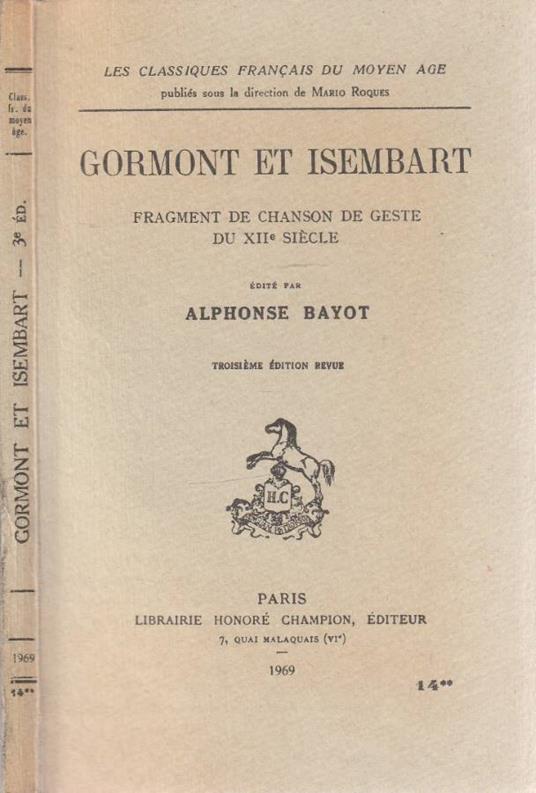 Class.
fr. du
moyen
âge.
GORMONT ET ISEMBART — 3e ÉD.
1969
14**
LES CLASSIQUES FRANÇAIS DU MOYEN AGE
publiés sous la direction de MARIO ROQUES
GORMONT ET ISEMBART
FRAGMENT DE CHANSON DE GESTE
DU XIIe SIÈCLE
ÉDITÉ PAR
ALPHONSE BAYOT
TROISIÈME ÉDITION REVUE
H.C
PARIS
LIBRAIRIE HONORÉ CHAMPION, ÉDITEUR
7, QUAI MALAQUAIS (VIe)
1969
14**